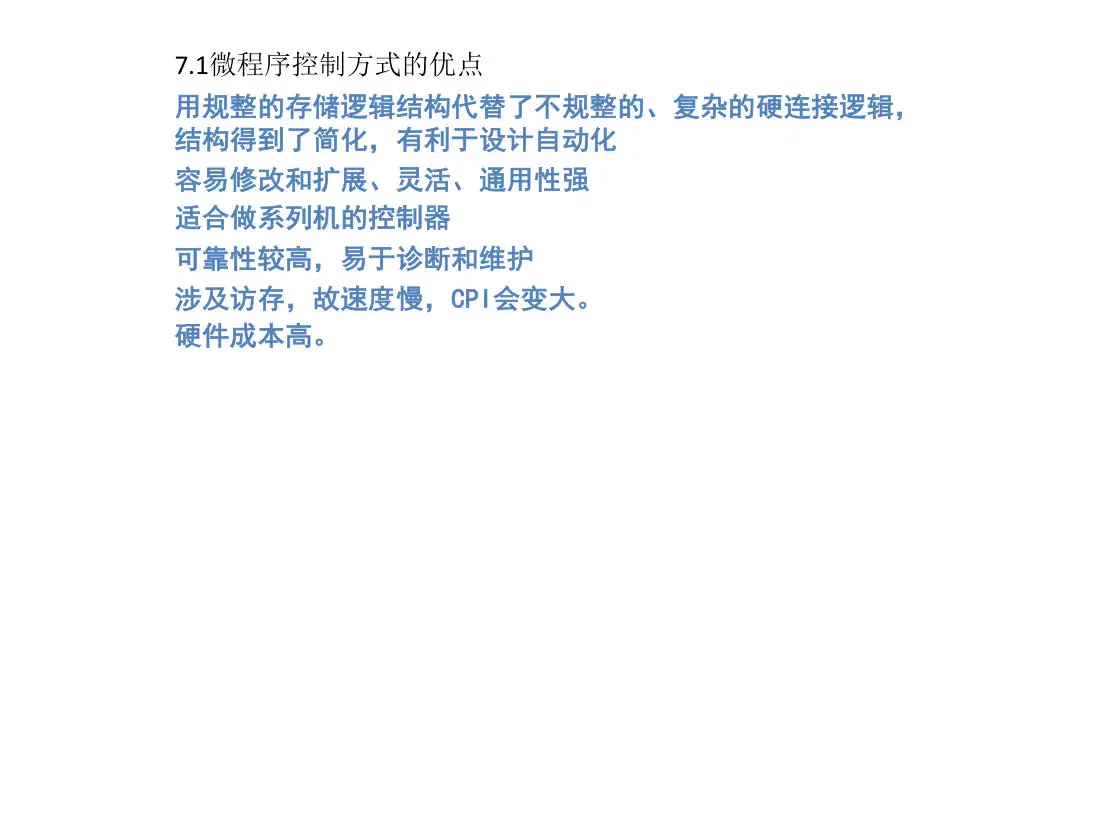 7.1微程序控制方式的优点
用规整的存储逻辑结构代替了不规整的、复杂的硬连接逻辑，
结构得到了简化，有利于设计自动化
容易修改和扩展、灵活、通用性强
适合做系列机的控制器
可靠性较高，易于诊断和维护
涉及访存，故速度慢，CPI会变大。
硬件成本高。